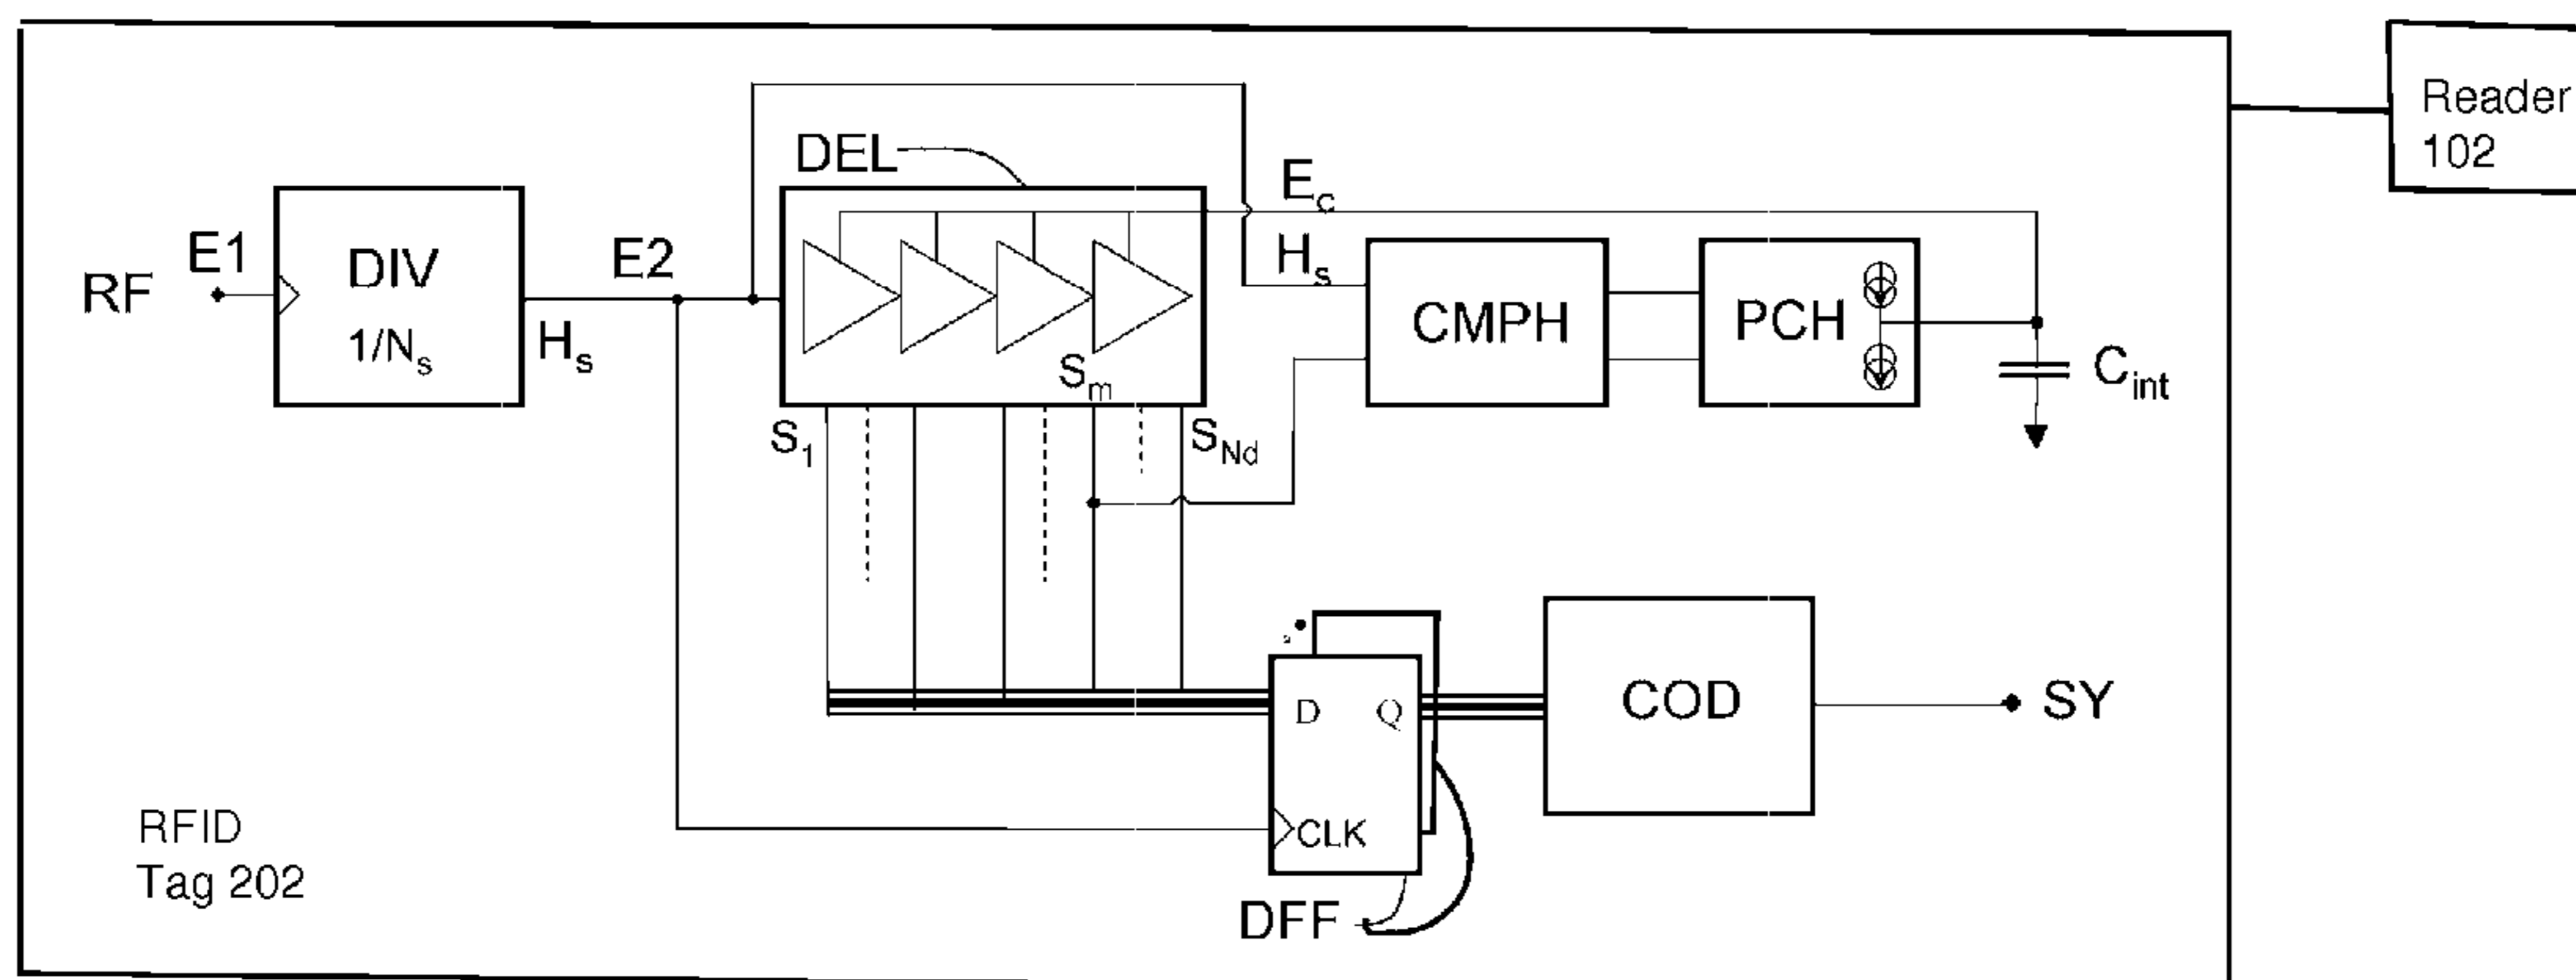 Reader
102
DEL
E_c
RF
E1
DIV
1/N_s
E2
H_s
H_s
S_m
CMPH
PCH
C_int
S_1
S_Nd
D
Q
CLK
COD
SY
DFF
RFID
Tag 202